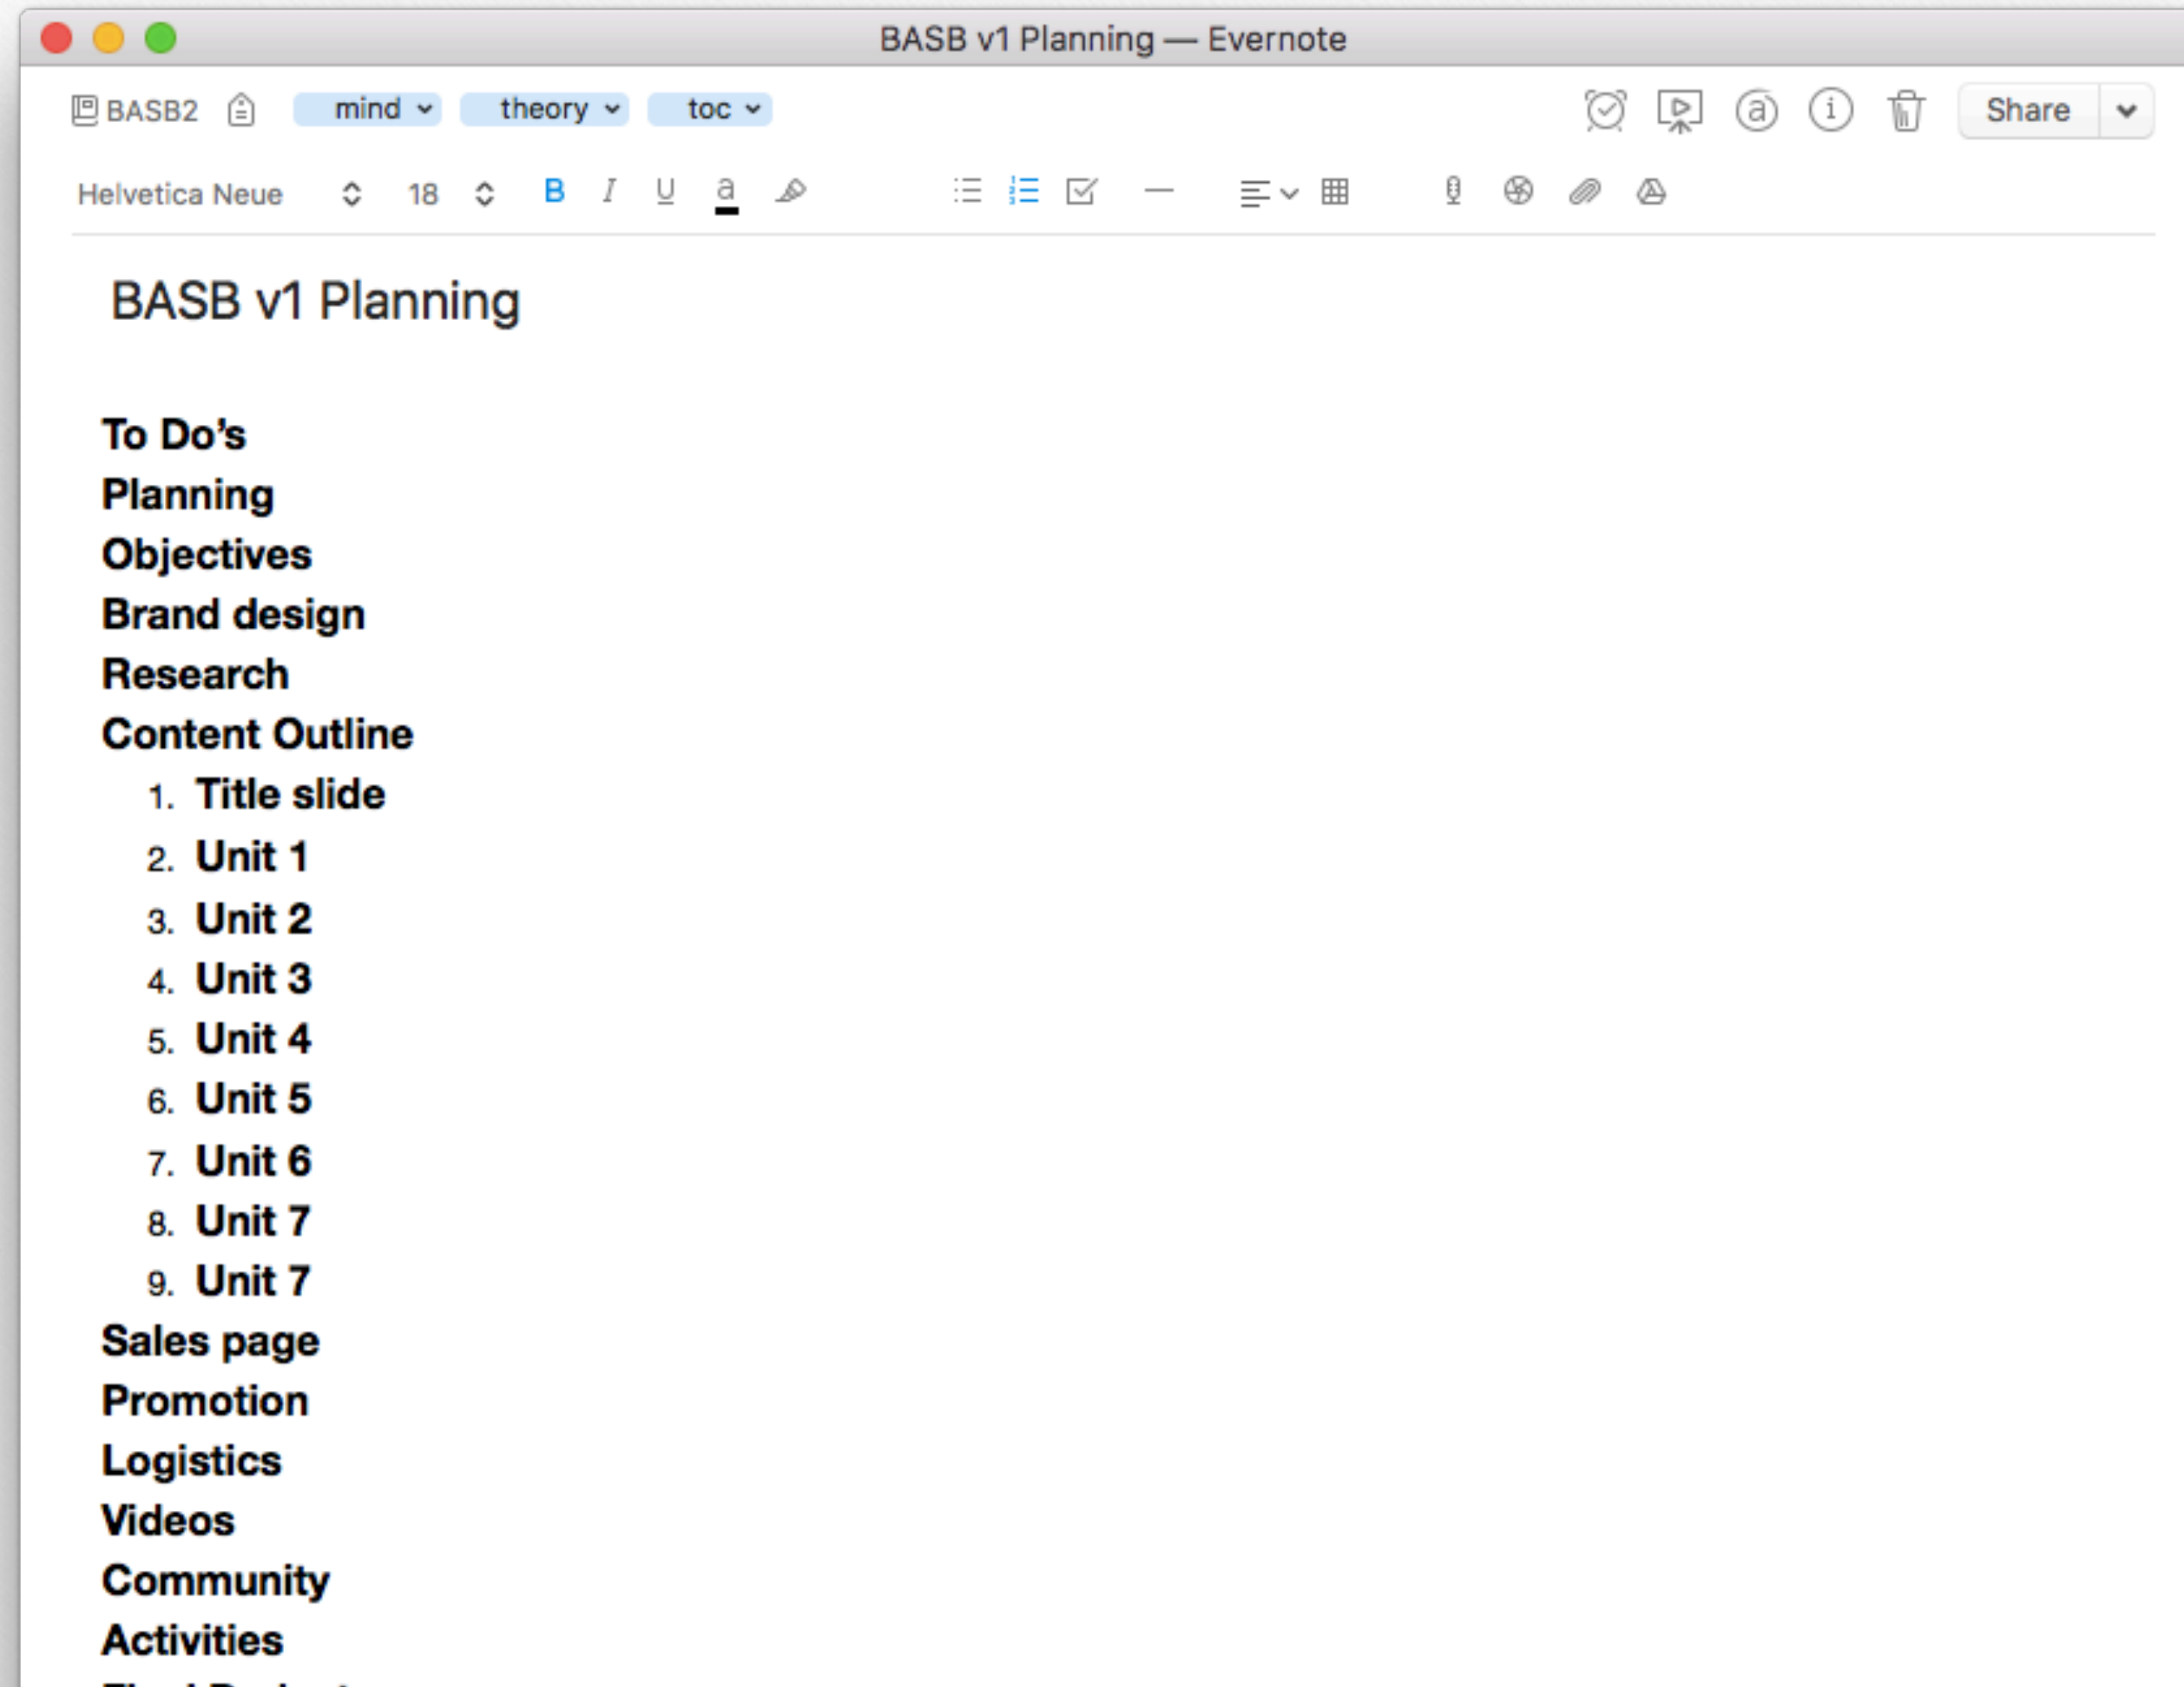 BASB v1 Planning — Evernote
BASB2 mind theory toc Share
Helvetica Neue 18 B I U a
BASB v1 Planning
To Do’s
Planning
Objectives
Brand design
Research
Content Outline
1. Title slide
2. Unit 1
3. Unit 2
4. Unit 3
5. Unit 4
6. Unit 5
7. Unit 6
8. Unit 7
9. Unit 7
Sales page
Promotion
Logistics
Videos
Community
Activities